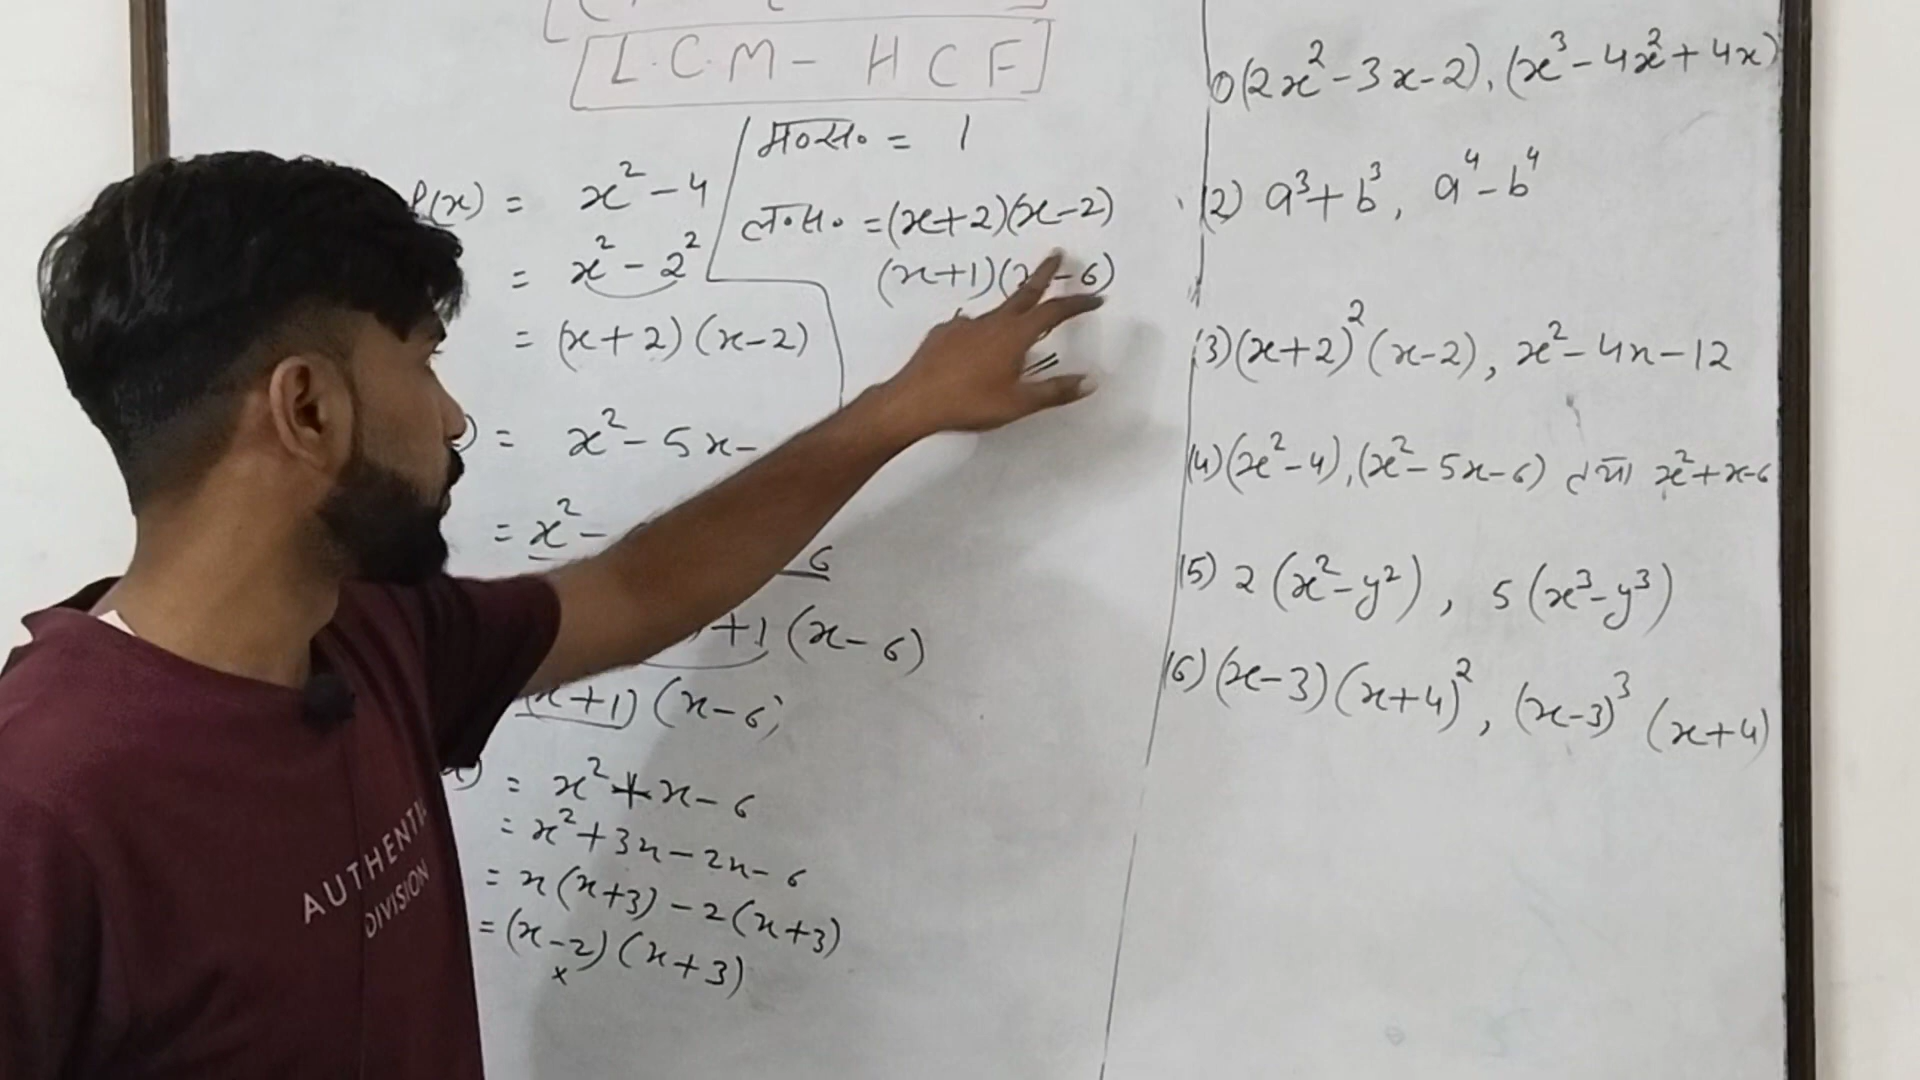 L.C.M - H C F
म०स० = 1
P(x) = x² - 4
ल०स० = (x+2)(x-2)
(x+1)(x-6)
= x² - 2²
= (x+2)(x-2)
) = x² - 5x -
= x² -
6
+1(x-6)
(x+1)(x-6)
) = x² + x - 6
= x² + 3x - 2x - 6
= x(x+3) - 2(x+3)
= (x-2)(x+3)
x
(2x² - 3x - 2), (x³ - 4x² + 4x)
(2) a³ + b³, a⁴ - b⁴
(3) (x+2)² (x-2), x² - 4x - 12
(4) (x² - 4), (x² - 5x - 6) तथा x² + x - 6
(5) 2(x² - y²), 5(x³ - y³)
(6) (x-3)(x+4)², (x-3)³ (x+4)
AUTHENTI
DIVISION